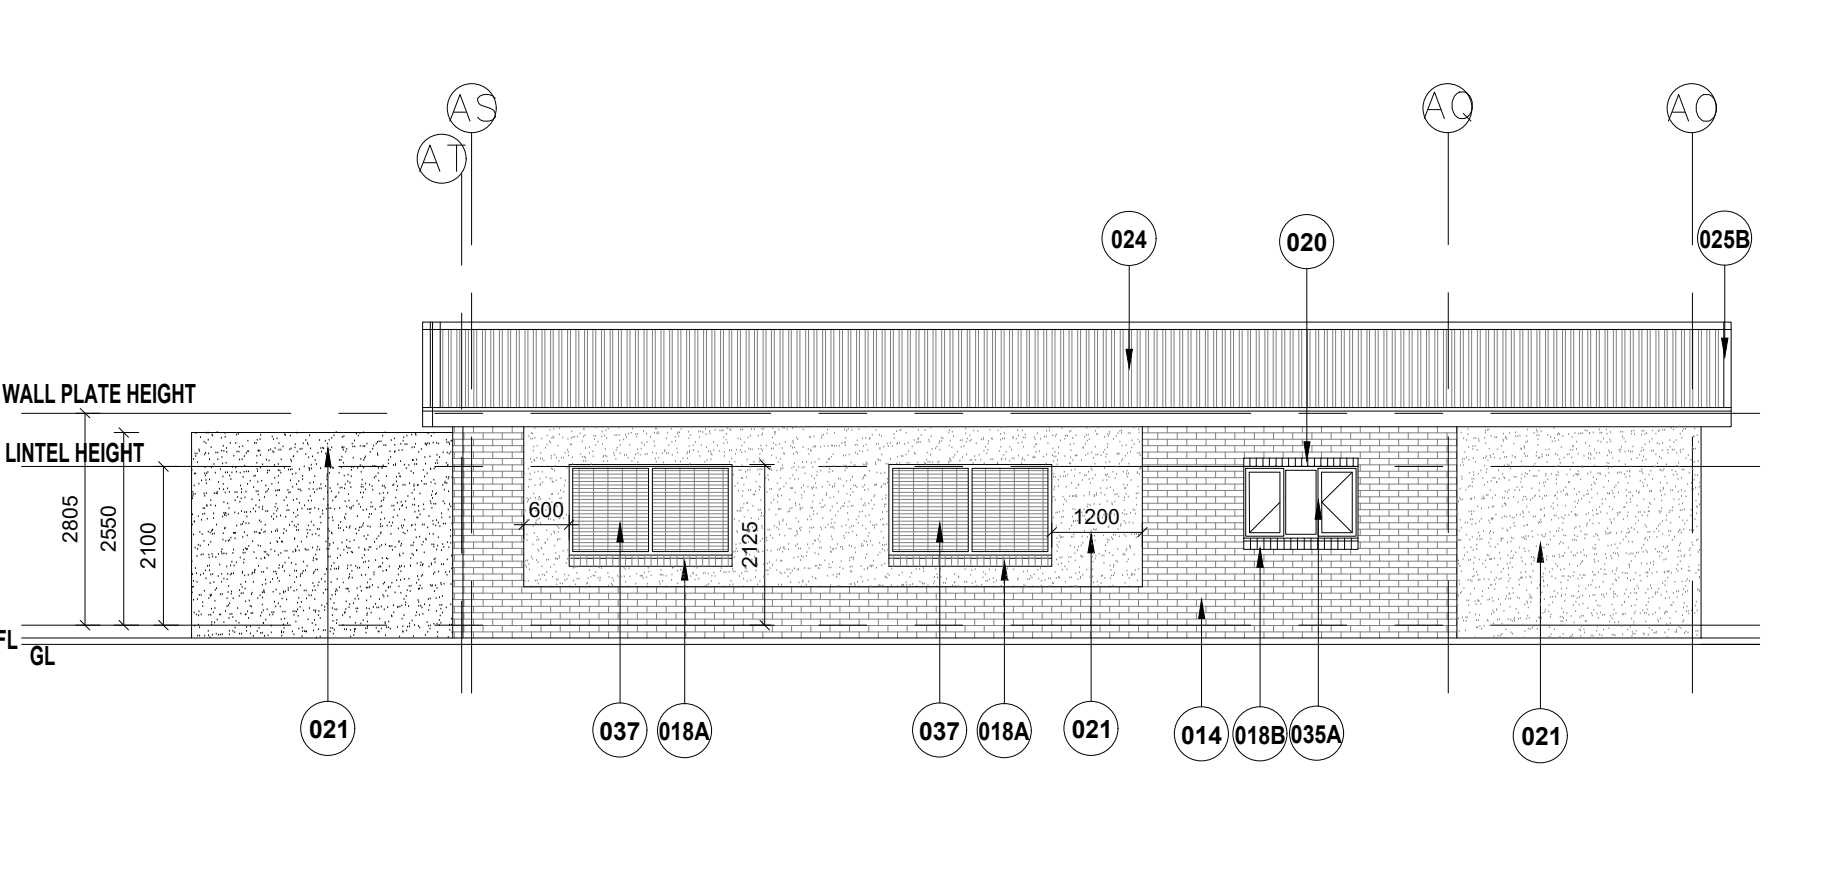 AS
AQ
AO
AT
024
020
025B
WALL PLATE HEIGHT
LINTEL HEIGHT
2805
2550
2100
600
2125
1200
FL
GL
021
037
018A
037
018A
021
014
018B
035A
021